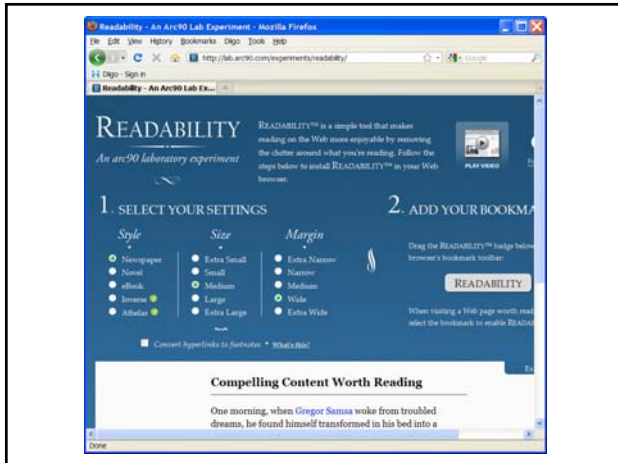 Readability - An Arc90 Lab Experiment - Mozilla Firefox
File Edit View History Bookmarks Diigo Tools Help
http://lab.arc90.com/experiments/readability/
Google
Diigo - Sign in
Readability - An Arc90 Lab Ex...
READABILITY
An arc90 laboratory experiment
READABILITY™ is a simple tool that makes
reading on the Web more enjoyable by removing
the clutter around what you're reading. Follow the
steps below to install READABILITY™ in your Web
browser.
PLAY VIDEO
1. SELECT YOUR SETTINGS
Style
Newspaper
Novel
eBook
Inverse
Athelas
Size
Extra Small
Small
Medium
Large
Extra Large
Margin
Extra Narrow
Narrow
Medium
Wide
Extra Wide
Convert hyperlinks to footnotes. * What's this?
2. ADD YOUR BOOKMA
Drag the READABILITY™ badge below
browser's bookmark toolbar:
READABILITY
When visiting a Web page worth read
select the bookmark to enable READAB
Compelling Content Worth Reading
One morning, when Gregor Samsa woke from troubled
dreams, he found himself transformed in his bed into a
Done